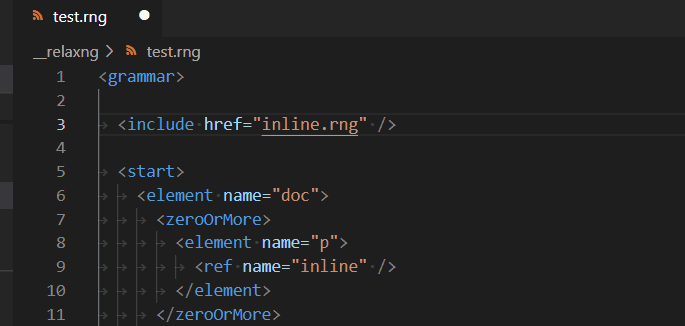 test.rng
__relaxng > test.rng
1 <grammar>
2
3 <include href="inline.rng" />
4
5 <start>
6 <element name="doc">
7 <zeroOrMore>
8 <element name="p">
9 <ref name="inline" />
10 </element>
11 </zeroOrMore>